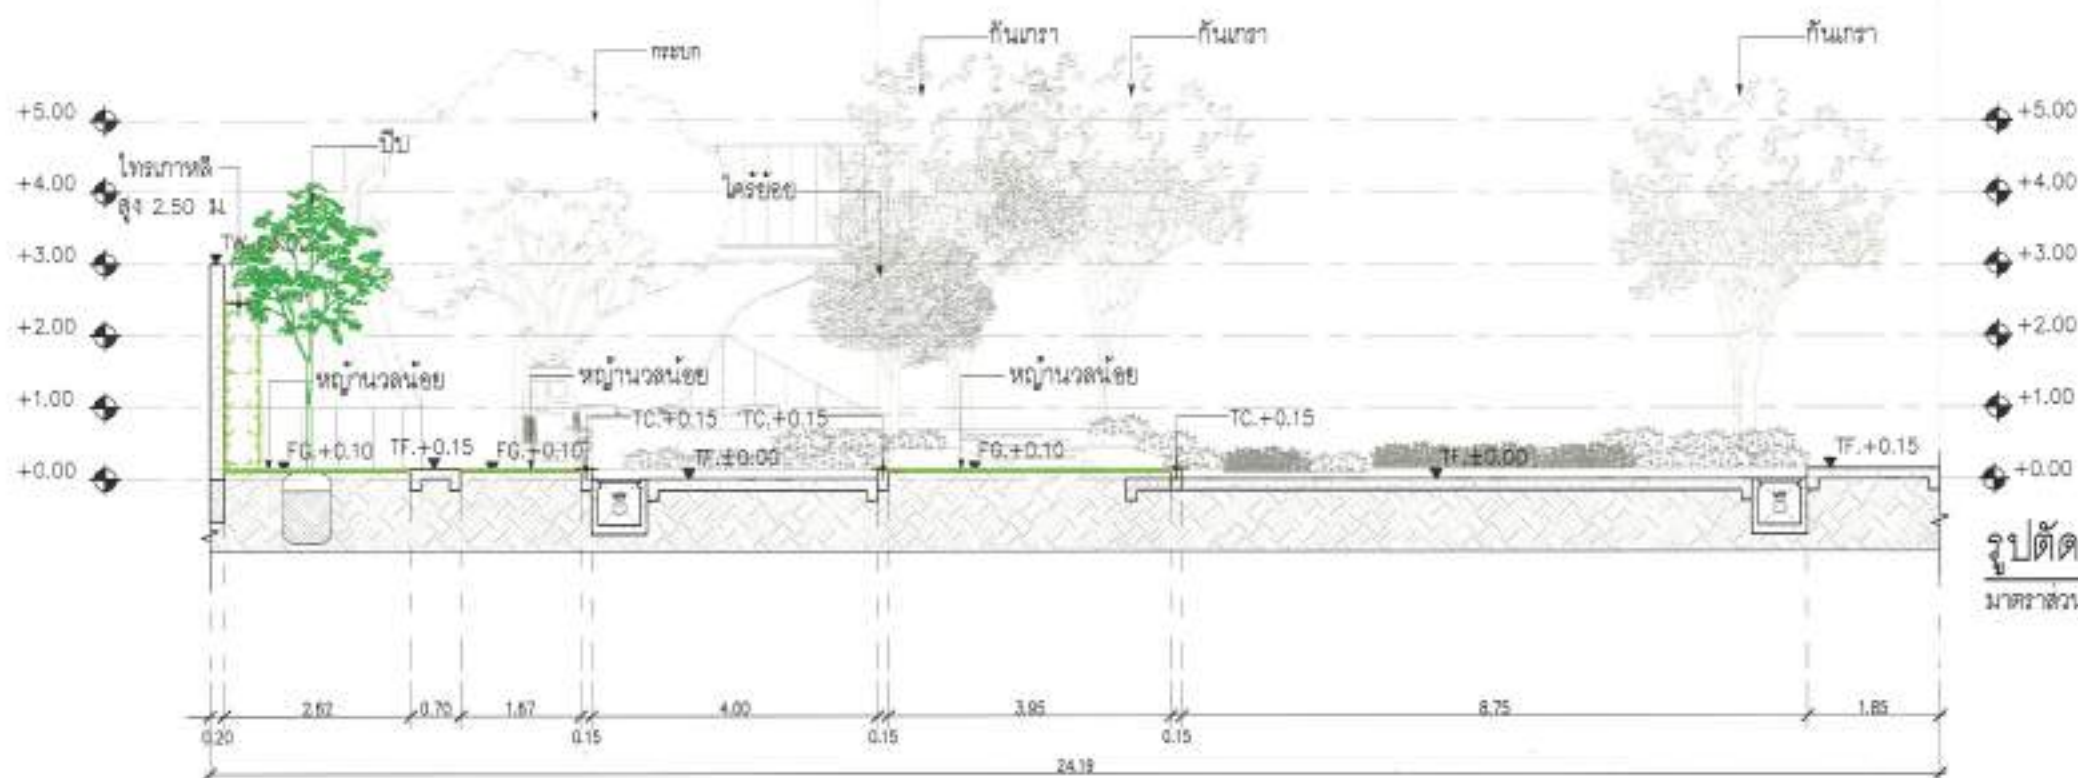 กันเกรา
กันเกรา
กันเกรา
กระบก
+5.00
+5.00
ปีบ
ไทรเกาหลี
สูง 2.50 ม.
+4.00
+4.00
ไคร้ย้อย
+3.00
+3.00
+2.00
+2.00
หญ้านวลน้อย
หญ้านวลน้อย
หญ้านวลน้อย
+1.00
+1.00
TC.+0.15
TC.+0.15
TC.+0.15
FG.+0.10
TF.+0.15
FG.+0.10
TF.±0.00
FG.+0.10
TF.±0.00
TF.+0.15
+0.00
+0.00
รูปตัด
มาตราส่วน
2.62 0.70 1.67 4.00 3.95 8.75 1.85
0.20 0.15 0.15 0.15
24.19